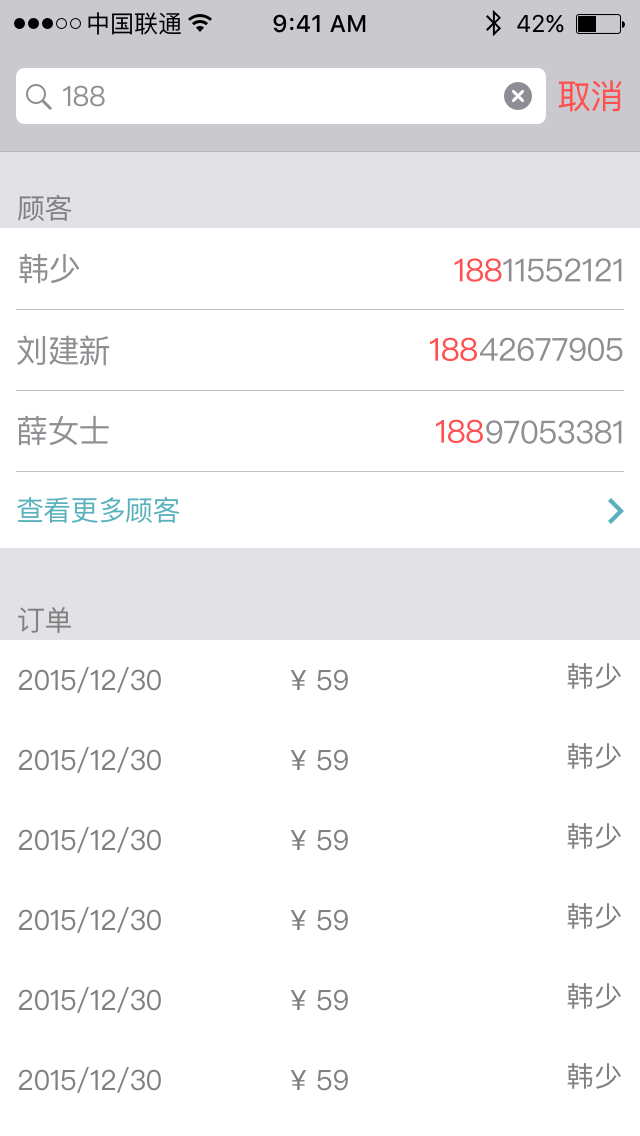 中国联通 9:41 AM 42%
188 取消
顾客
韩少 18811552121
刘建新 18842677905
薛女士 18897053381
查看更多顾客
订单
2015/12/30 ¥ 59 韩少
2015/12/30 ¥ 59 韩少
2015/12/30 ¥ 59 韩少
2015/12/30 ¥ 59 韩少
2015/12/30 ¥ 59 韩少
2015/12/30 ¥ 59 韩少